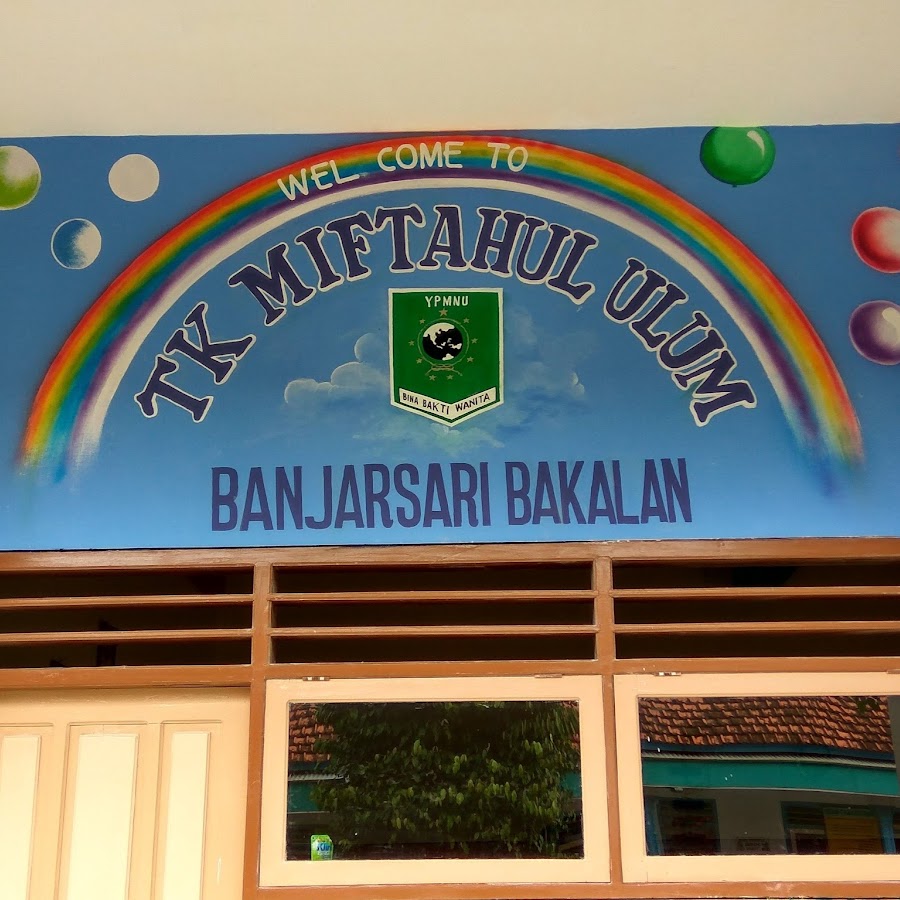 WEL COME TO
TK MIFTAHUL ULUM
YPMNU
BINA BAKTI WANITA
BANJARSARI BAKALAN